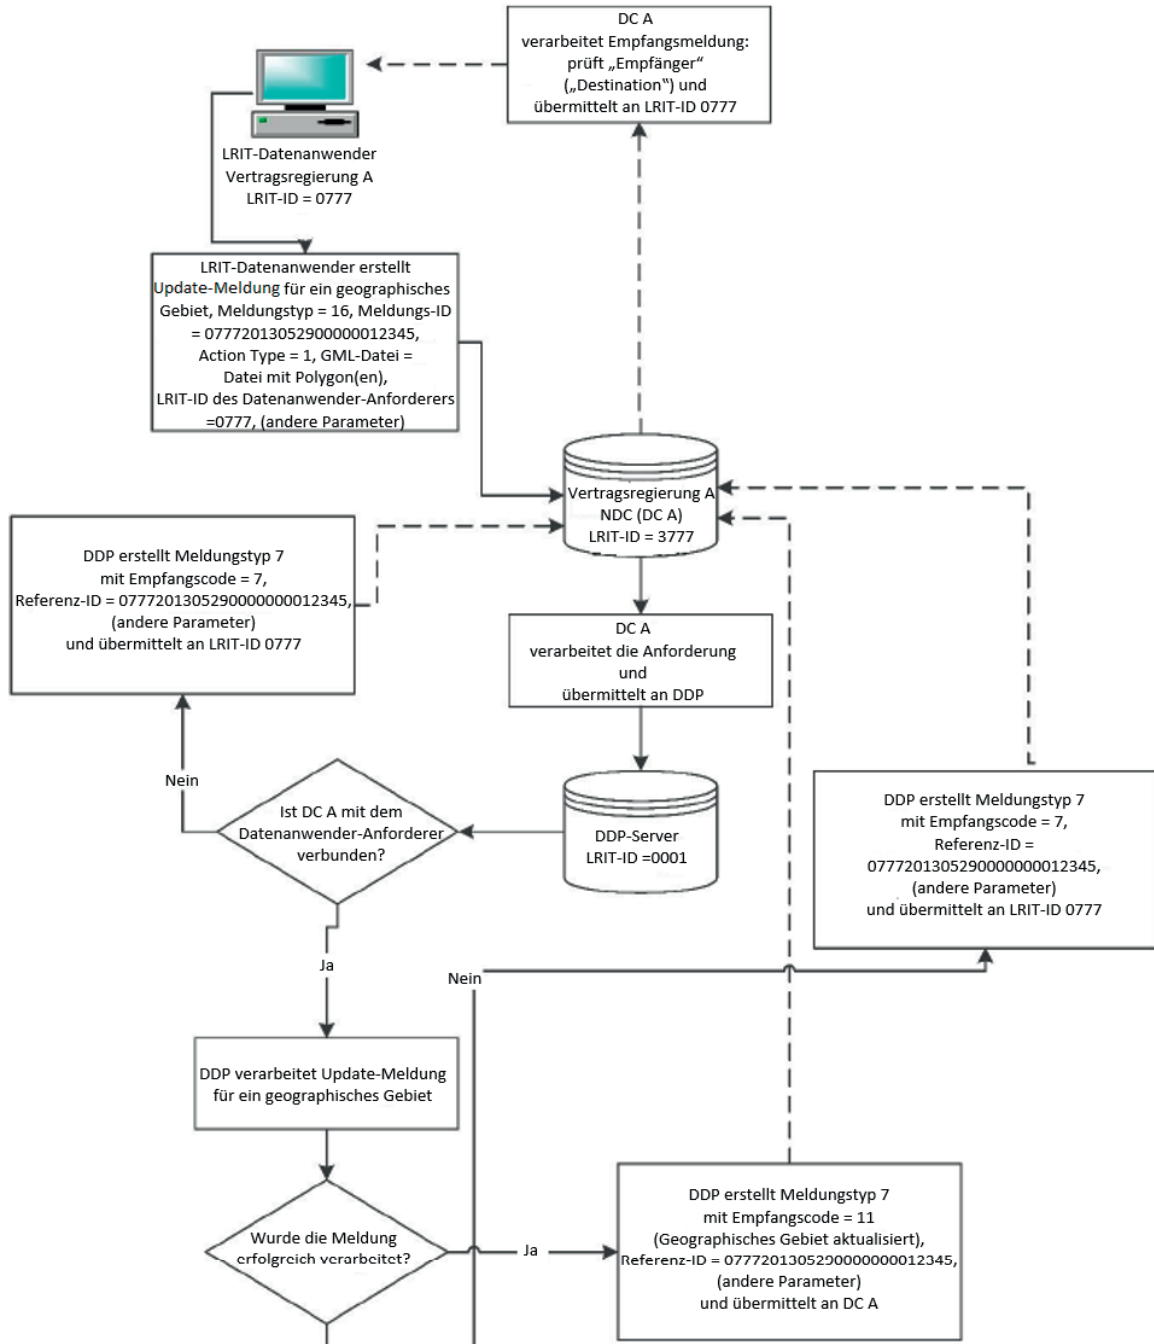 DC A
verarbeitet Empfangsmeldung:
prüft „Empfänger“
(„Destination“) und
übermittelt an LRIT-ID 0777
LRIT-Datenanwender
Vertragsregierung A
LRIT-ID = 0777
LRIT-Datenanwender erstellt
Update-Meldung für ein geographisches
Gebiet, Meldungstyp = 16, Meldungs-ID
= 07772013052900000012345,
Action Type = 1, GML-Datei =
Datei mit Polygon(en),
LRIT-ID des Datenanwender-Anforderers
=0777, (andere Parameter)
Vertragsregierung A
NDC (DC A)
LRIT-ID = 3777
DDP erstellt Meldungstyp 7
mit Empfangscode = 7,
Referenz-ID = 0777201305290000000012345,
(andere Parameter)
und übermittelt an LRIT-ID 0777
DC A
verarbeitet die Anforderung
und
übermittelt an DDP
Nein
Ist DC A mit dem
Datenanwender-Anforderer
verbunden?
DDP-Server
LRIT-ID =0001
DDP erstellt Meldungstyp 7
mit Empfangscode = 7,
Referenz-ID =
0777201305290000000012345,
(andere Parameter)
und übermittelt an LRIT-ID 0777
Ja
Nein
DDP verarbeitet Update-Meldung
für ein geographisches Gebiet
Wurde die Meldung
erfolgreich verarbeitet?
Ja
DDP erstellt Meldungstyp 7
mit Empfangscode = 11
(Geographisches Gebiet aktualisiert),
Referenz-ID = 0777201305290000000012345,
(andere Parameter)
und übermittelt an DC A